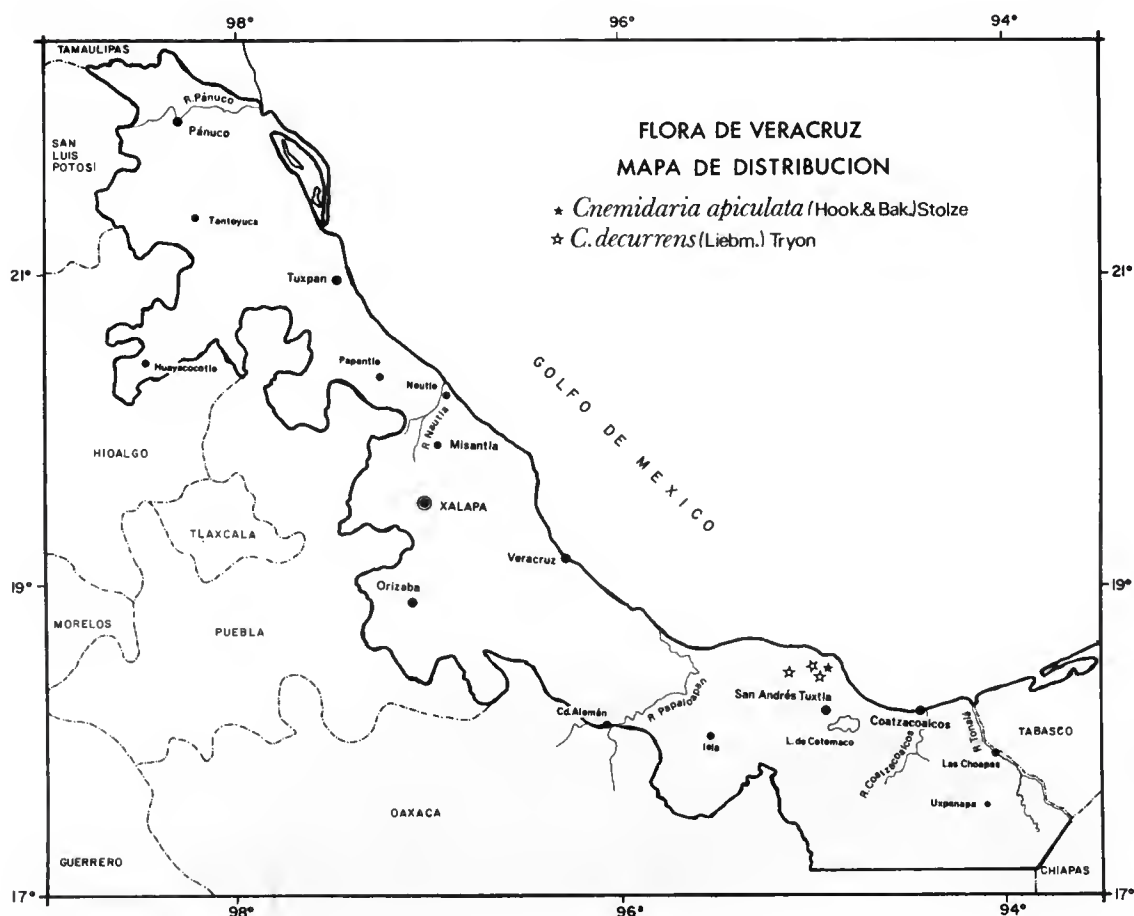 98° 96° 94°
TAMAULIPAS
R. Pánuco
Pánuco
SAN
LUIS
POTOSÍ
FLORA DE VERACRUZ
MAPA DE DISTRIBUCION
★ Cnemidaria apiculata (Hook. & Bak.) Stolze
☆ C. decurrens (Liebm.) Tryon
Tantoyuca
21° 21°
Tuxpan
Huayacocotla
Papantla
Nautla
R. Nautla
Misantla
GOLFO DE MEXICO
HIDALGO
XALAPA
TLAXCALA
Veracruz
19° 19°
Orizaba
MORELOS
PUEBLA
R. Papaloapan
San Andrés Tuxtla
Cd. Alemán
Coatzacoalcos
R. Tonalá
TABASCO
Isla
L. de Catemaco
R. Coatzacoalcos
Las Choapas
Uxpanapa
OAXACA
GUERRERO
CHIAPAS
17° 17°
98° 96° 94°